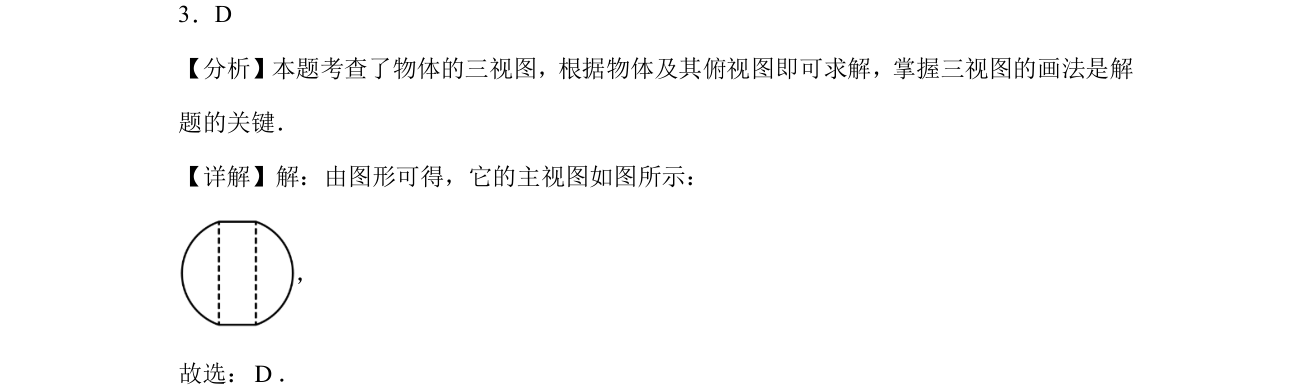 3．D
【分析】本题考查了物体的三视图，根据物体及其俯视图即可求解，掌握三视图的画法是解
题的关键．
【详解】解：由图形可得，它的主视图如图所示：
，
故选：D．